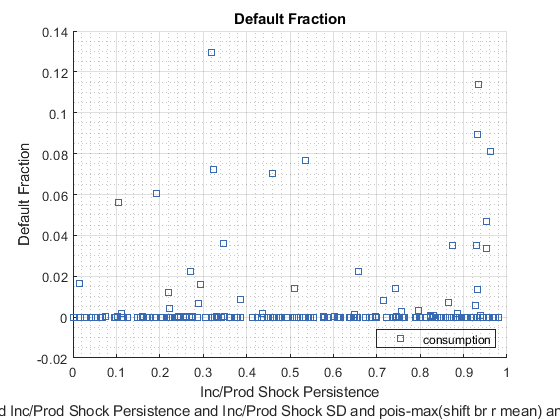 Default Fraction
0.14
0.12
0.1
0.08
0.06
0.04
0.02
0
-0.02
Default Fraction
consumption
0 0.1 0.2 0.3 0.4 0.5 0.6 0.7 0.8 0.9 1
Inc/Prod Shock Persistence
d Inc/Prod Shock Persistence and Inc/Prod Shock SD and pois-max(shift br r mean) an